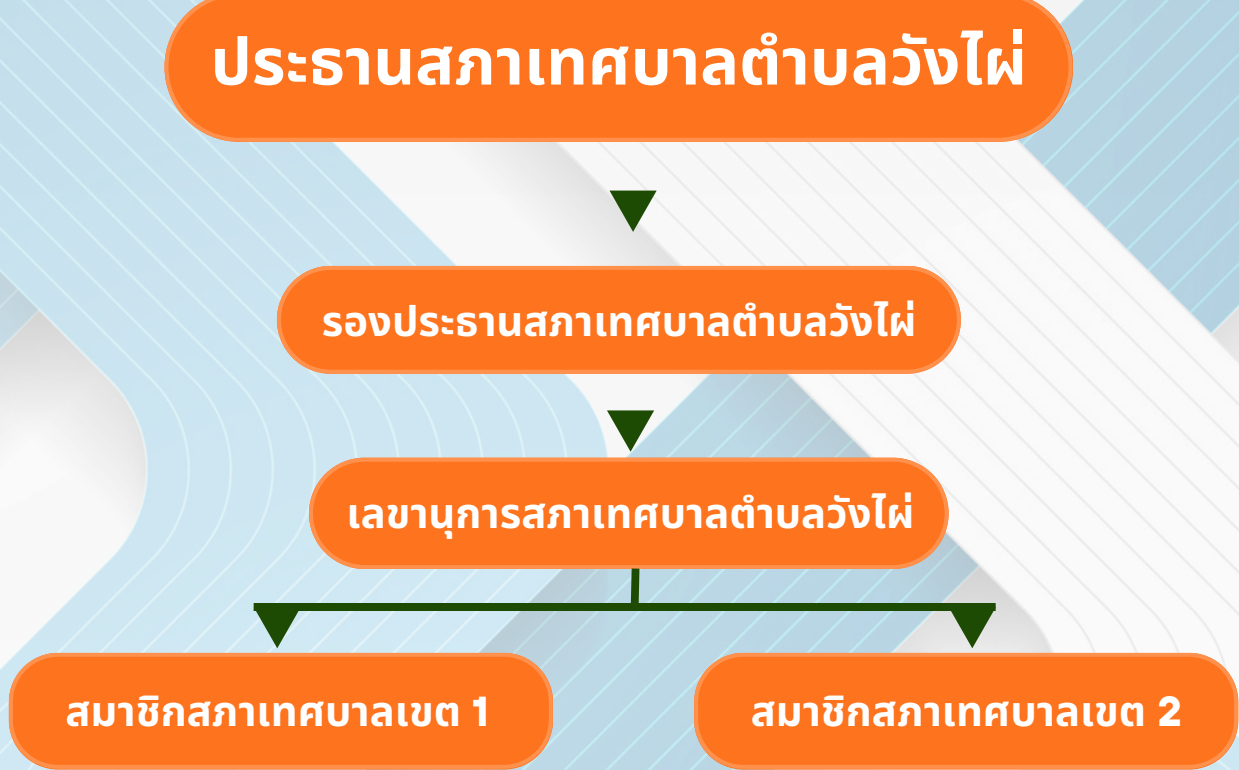 ประธานสภาเทศบาลตำบลวังไผ่
รองประธานสภาเทศบาลตำบลวังไผ่
เลขานุการสภาเทศบาลตำบลวังไผ่
สมาชิกสภาเทศบาลเขต 1
สมาชิกสภาเทศบาลเขต 2